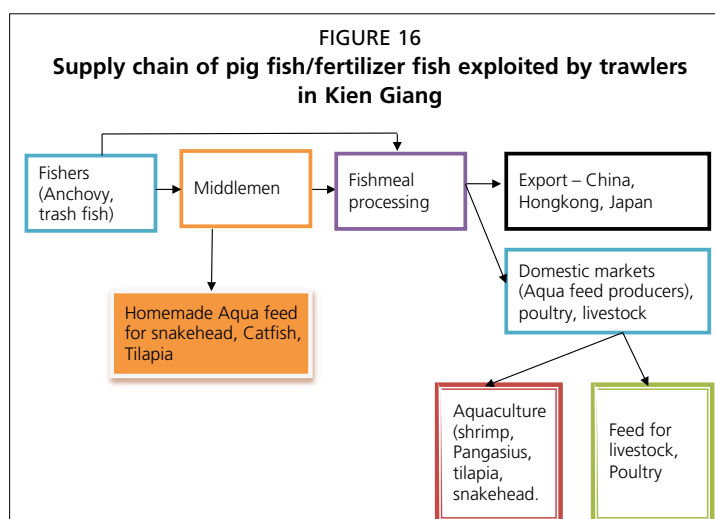 FIGURE 16
Supply chain of pig fish/fertilizer fish exploited by trawlers
in Kien Giang
Fishers
(Anchovy,
trash fish)
Middlemen
Fishmeal
processing
Export – China,
Hongkong, Japan
Homemade Aqua feed
for snakehead, Catfish,
Tilapia
Domestic markets
(Aqua feed producers),
poultry, livestock
Aquaculture
(shrimp,
Pangasius,
tilapia,
snakehead.
Feed for
livestock,
Poultry